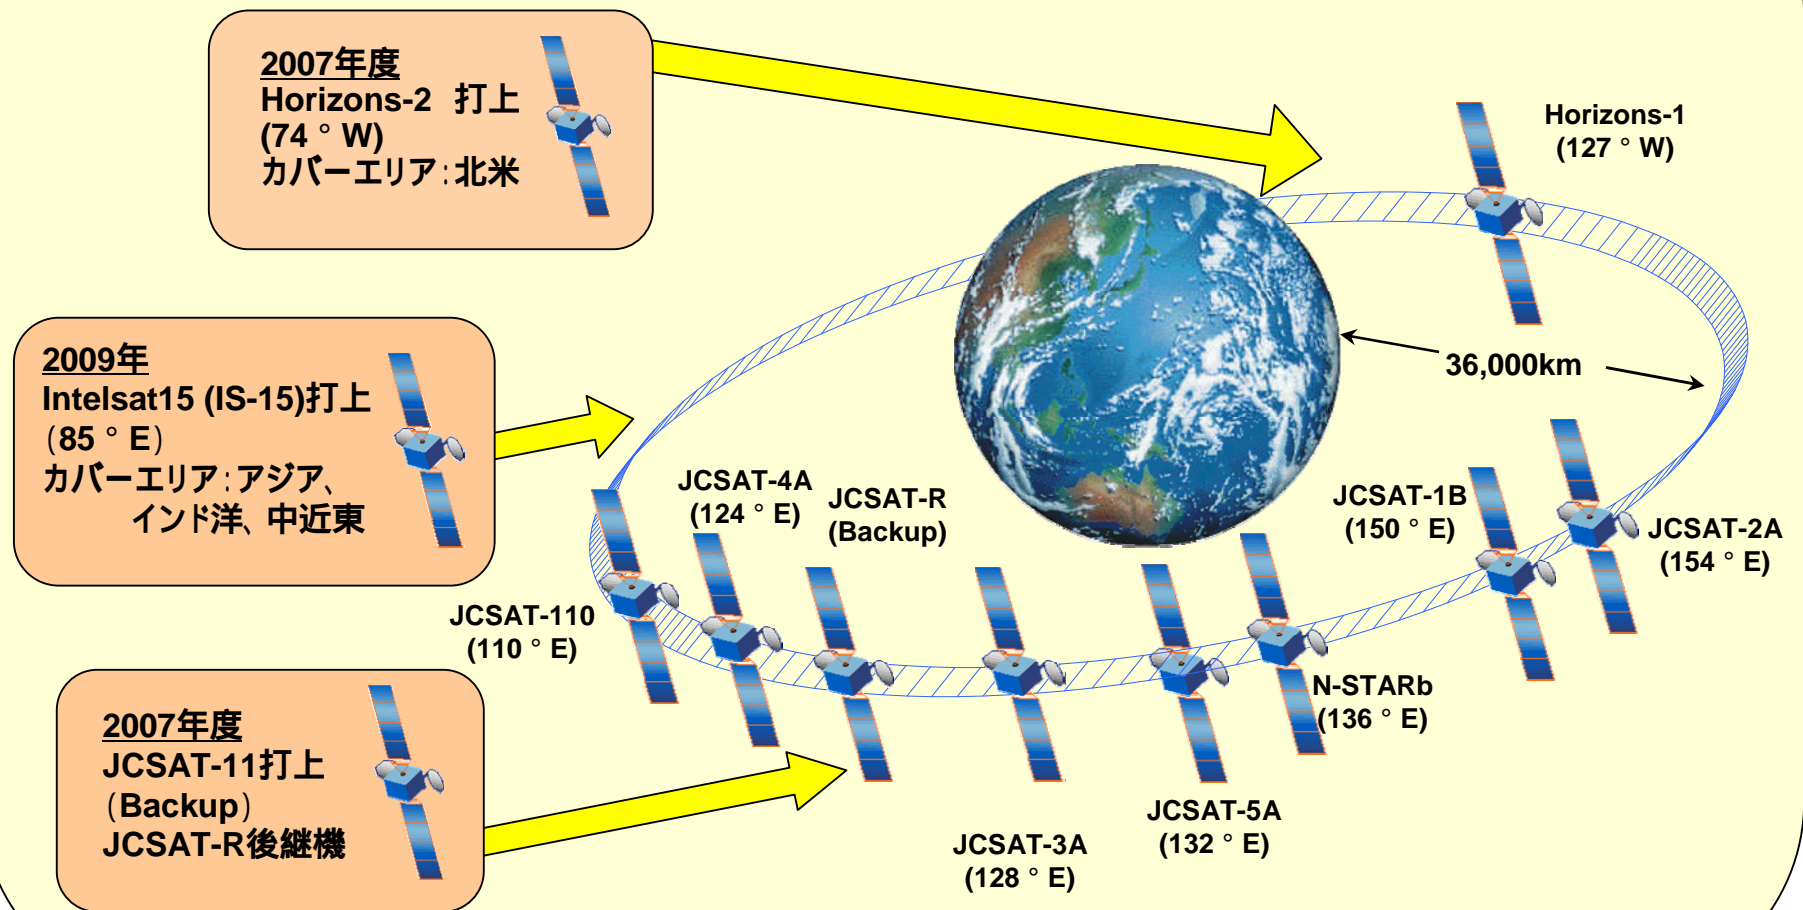 2007年度
Horizons-2 打上
(74 ° W)
カバーエリア：北米
Horizons-1
(127 ° W)
36,000km
2009年
Intelsat15 (IS-15)打上
（85 ° E）
カバーエリア：アジア、
インド洋、中近東
JCSAT-4A
(124 ° E)
JCSAT-R
(Backup)
JCSAT-1B
(150 ° E)
JCSAT-2A
(154 ° E)
JCSAT-110
(110 ° E)
N-STARb
(136 ° E)
2007年度
JCSAT-11打上
（Backup）
JCSAT-R後継機
JCSAT-5A
(132 ° E)
JCSAT-3A
(128 ° E)